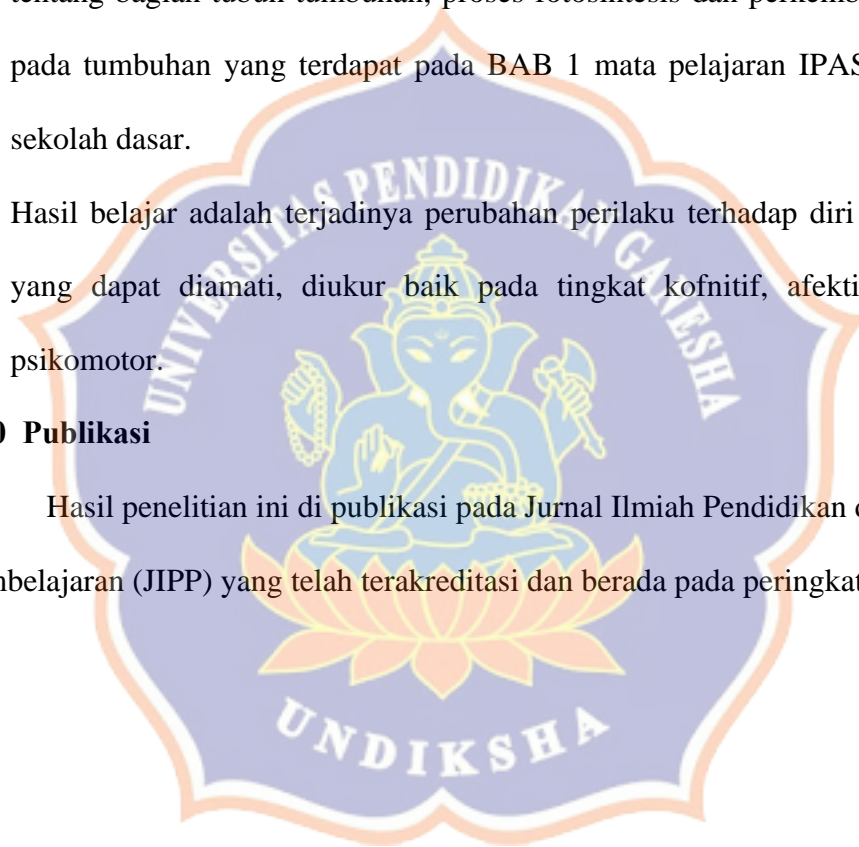 tentang bagian tubuh tumbuhan, proses fotosintesis dan
pada tumbuhan yang terdapat pada BAB 1 mata pelajaran IPAS
sekolah dasar.
Hasil belajar adalah terjadinya perubahan perilaku terhadap diri
yang dapat diamati, diukur baik pada tingkat kofnitif,
psikomotor.
0 Publikasi
Hasil penelitian ini di publikasi pada Jurnal Ilmiah Pendidikan
(JIPP) yang telah terakreditasi dan berada pada peringkat
UNIVERSITAS PENDIDIKAN GANESHA
UNDIKSHA